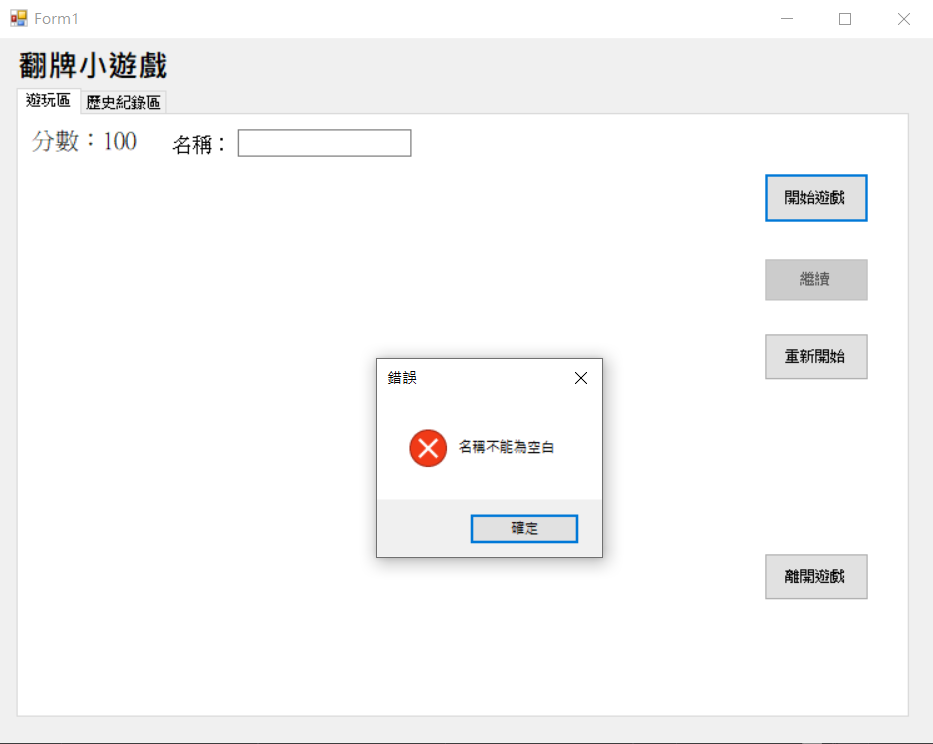 Form1
翻牌小遊戲
遊玩區 歷史紀錄區
分數：100 名稱：
開始遊戲
繼續
重新開始
錯誤
名稱不能為空白
確定
離開遊戲